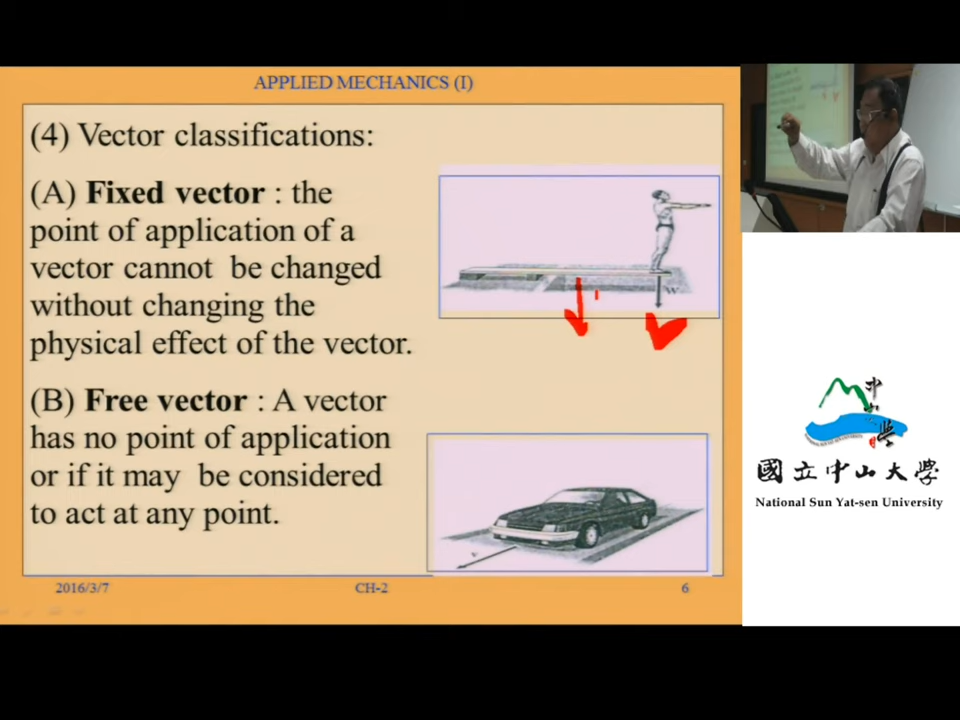 APPLIED MECHANICS (I)
(4) Vector classifications:
(A) Fixed vector : the
point of application of a
vector cannot be changed
without changing the
physical effect of the vector.
(B) Free vector : A vector
has no point of application
or if it may be considered
to act at any point.
W
v
2016/3/7
CH-2
6
國立中山大學
National Sun Yat-sen University